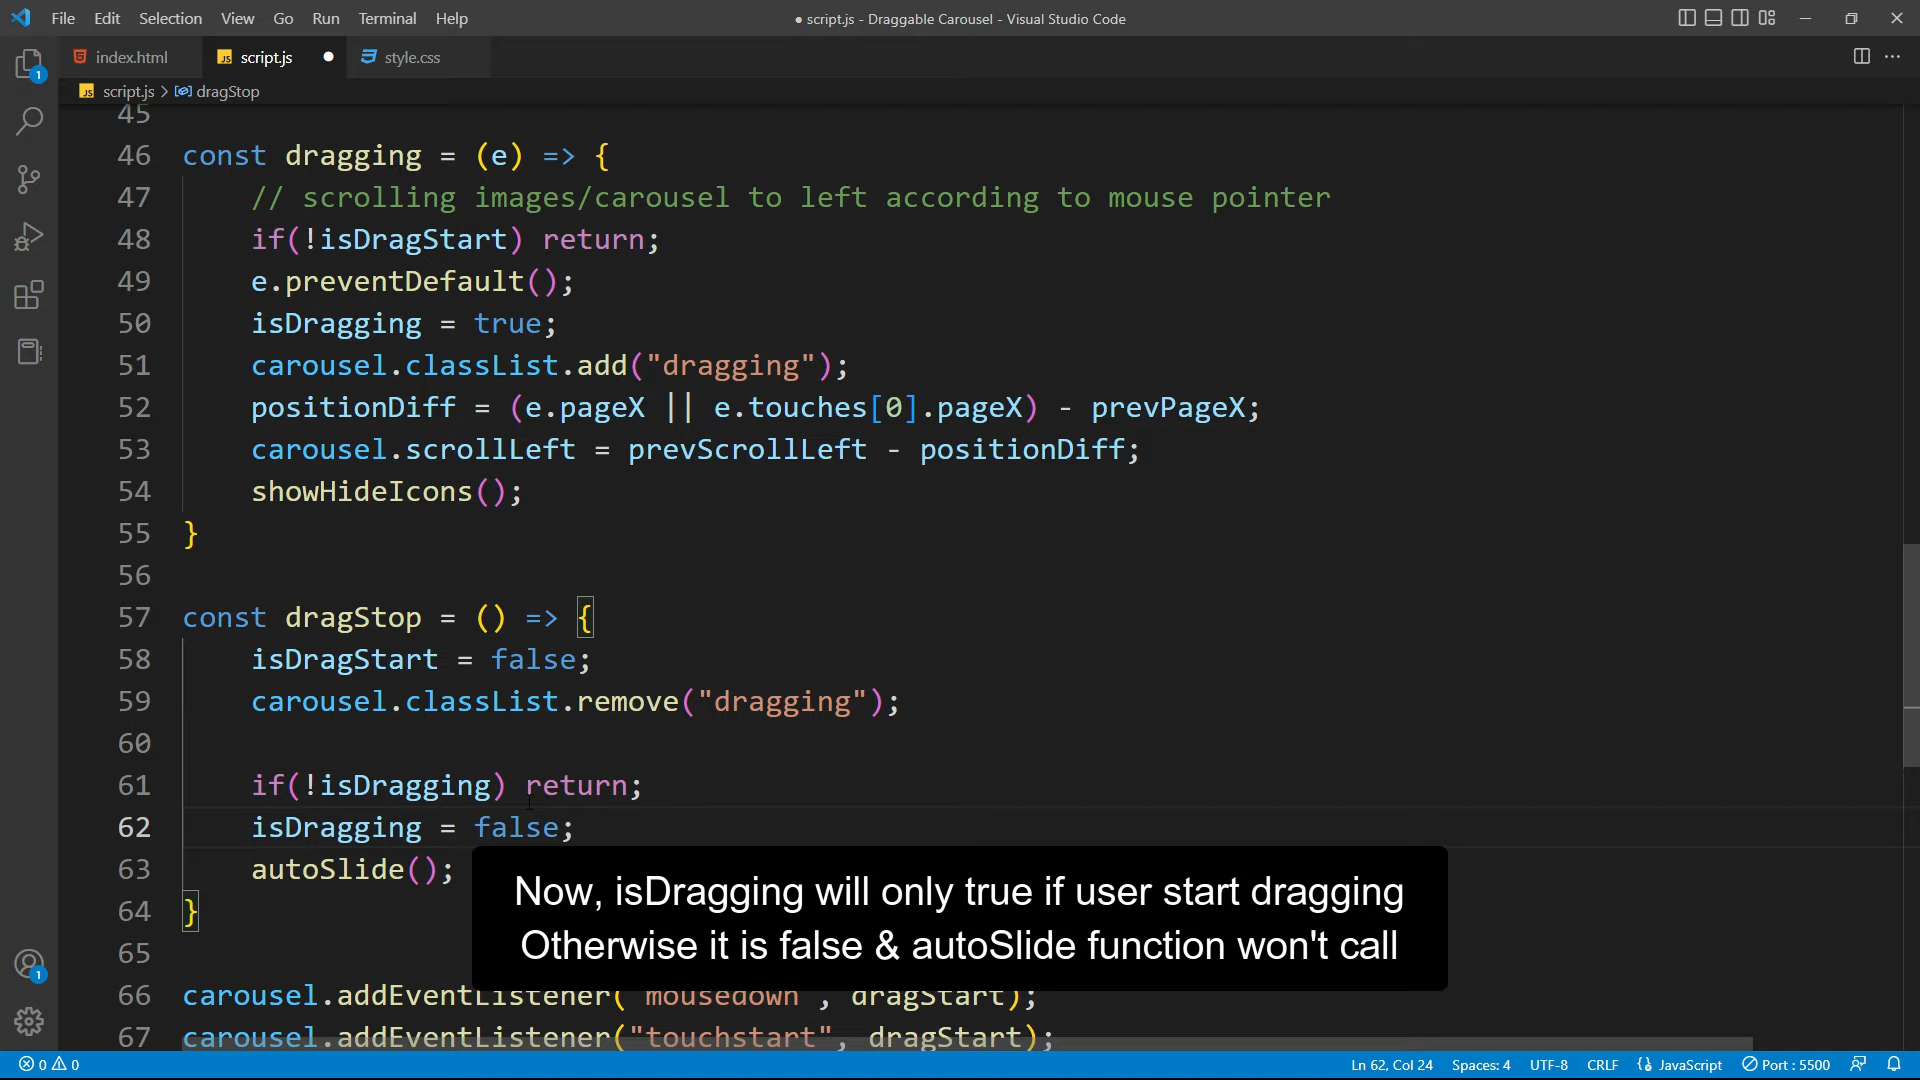 File Edit Selection View Go Run Terminal Help
● script.js - Draggable Carousel - Visual Studio Code
index.html script.js ● style.css
script.js > dragStop
45
46 const dragging = (e) => {
47 // scrolling images/carousel to left according to mouse pointer
48 if(!isDragStart) return;
49 e.preventDefault();
50 isDragging = true;
51 carousel.classList.add("dragging");
52 positionDiff = (e.pageX || e.touches[0].pageX) - prevPageX;
53 carousel.scrollLeft = prevScrollLeft - positionDiff;
54 showHideIcons();
55 }
56
57 const dragStop = () => {
58 isDragStart = false;
59 carousel.classList.remove("dragging");
60
61 if(!isDragging) return;
62 isDragging = false;
63 autoSlide();
64 }
65
Now, isDragging will only true if user start dragging
Otherwise it is false & autoSlide function won't call
66 carousel.addEventListener("mousedown", dragStart);
67 carousel.addEventListener("touchstart", dragStart);
1
1
0 0
Ln 62, Col 24 Spaces: 4 UTF-8 CRLF {} JavaScript Port : 5500